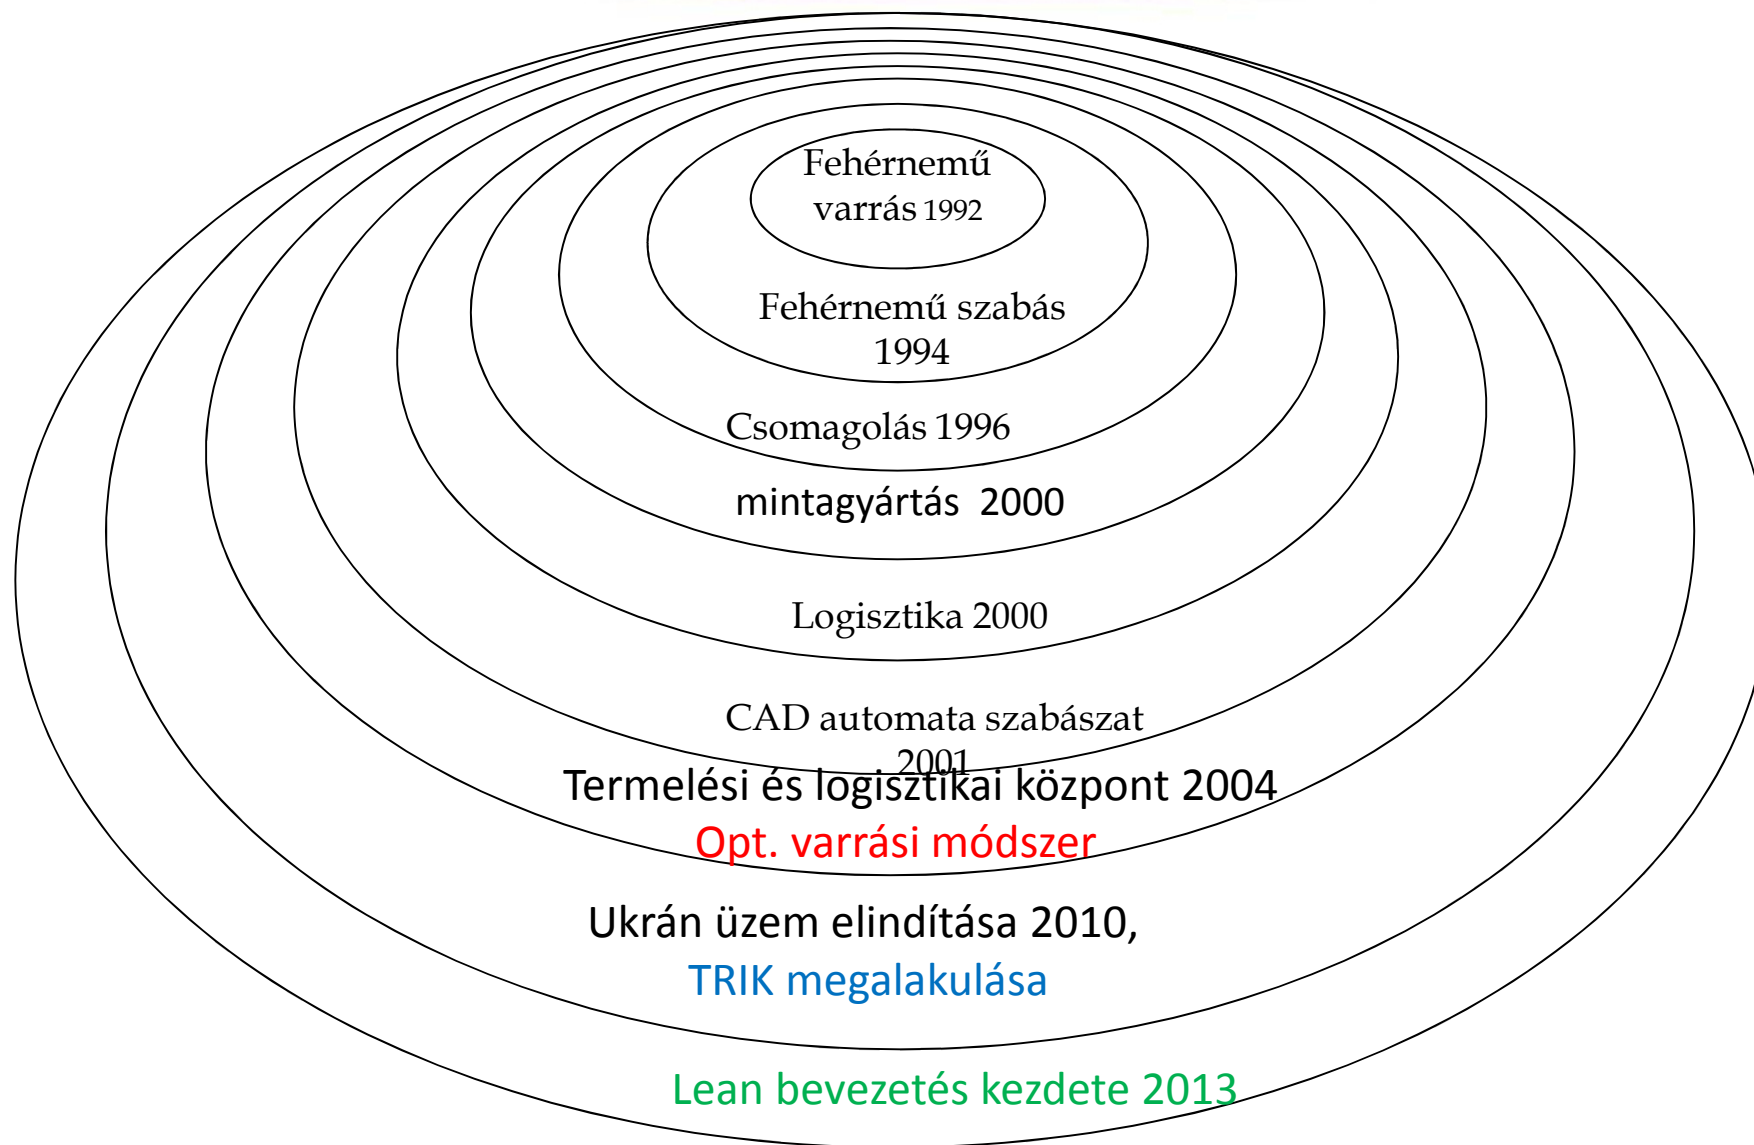 Fehérnemű
varrás 1992
Fehérnemű szabás
1994
Csomagolás 1996
mintagyártás 2000
Logisztika 2000
CAD automata szabászat
2001
Termelési és logisztikai központ 2004
Opt. varrási módszer
Ukrán üzem elindítása 2010,
TRIK megalakulása
Lean bevezetés kezdete 2013